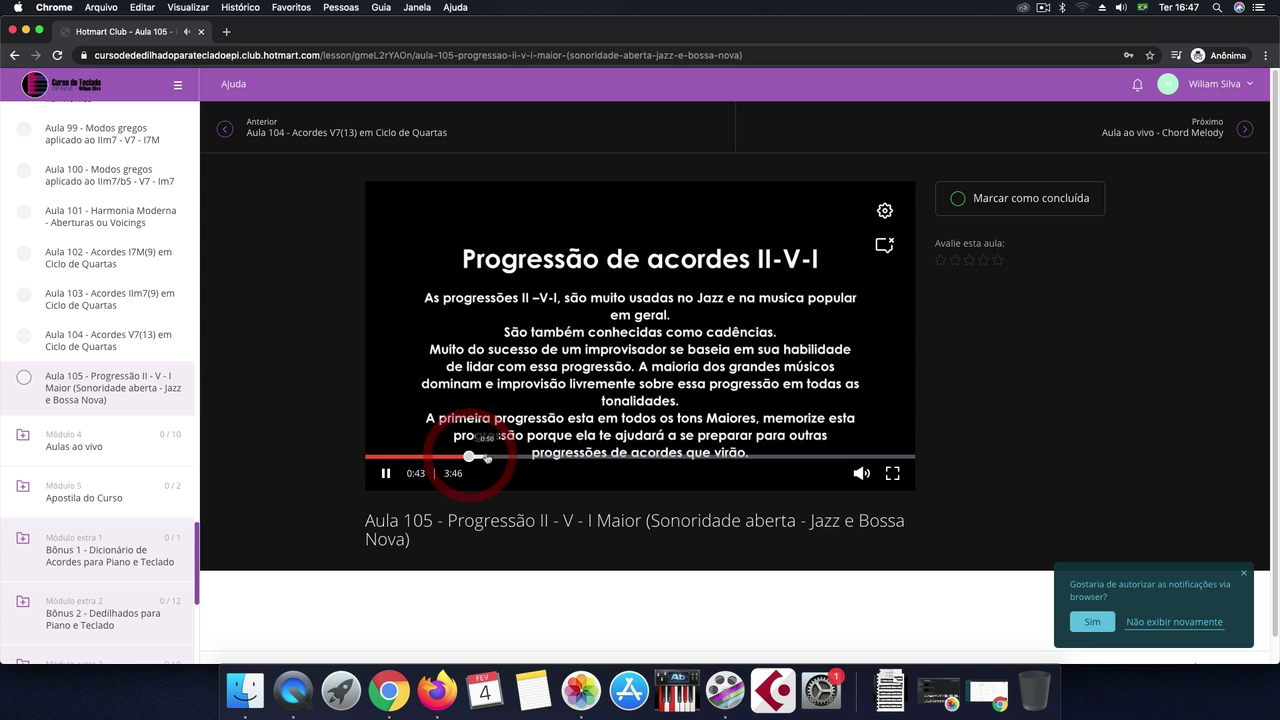 Chrome Arquivo Editar Visualizar Histórico Favoritos Pessoas Guia Janela Ajuda
Ter 16:47
Hotmart Club - Aula 105 -
cursodededilhadoparatecladoepi.club.hotmart.com/lesson/gmeL2rYAOn/aula-105-progressao-ii-v-i-maior-(sonoridade-aberta-jazz-e-bossa-nova)
Anônima
Curso de Teclado
Ajuda
Wiliam Silva
Aula 99 - Modos gregos
aplicado ao IIm7 - V7 - I7M
Aula 100 - Modos gregos
aplicado ao IIm7/b5 - V7 - Im7
Aula 101 - Harmonia Moderna
- Aberturas ou Voicings
Aula 102 - Acordes I7M(9) em
Ciclo de Quartas
Aula 103 - Acordes IIm7(9) em
Ciclo de Quartas
Aula 104 - Acordes V7(13) em
Ciclo de Quartas
Aula 105 - Progressão II - V - I
Maior (Sonoridade aberta - Jazz
e Bossa Nova)
Módulo 4 0 / 10
Aulas ao vivo
Módulo 5 0 / 2
Apostila do Curso
Módulo extra 1 0 / 1
Bônus 1 - Dicionário de
Acordes para Piano e Teclado
Módulo extra 2 0 / 12
Bônus 2 - Dedilhados para
Piano e Teclado
Anterior
Aula 104 - Acordes V7(13) em Ciclo de Quartas
Próximo
Aula ao vivo - Chord Melody
Progressão de acordes II-V-I
As progressões II –V-I, são muito usadas no Jazz e na musica popular
em geral.
São também conhecidas como cadências.
Muito do sucesso de um improvisador se baseia em sua habilidade
de lidar com essa progressão. A maioria dos grandes músicos
dominam e improvisão livremente sobre essa progressão em todas as
tonalidades.
A primeira progressão esta em todos os tons Maiores, memorize esta
progressão porque ela te ajudará a se preparar para outras
progressões de acordes que virão.
0:50
0:43 3:46
Marcar como concluída
Avalie esta aula:
Aula 105 - Progressão II - V - I Maior (Sonoridade aberta - Jazz e Bossa
Nova)
Gostaria de autorizar as notificações via
browser?
Sim Não exibir novamente
FEV
4
Ab
1